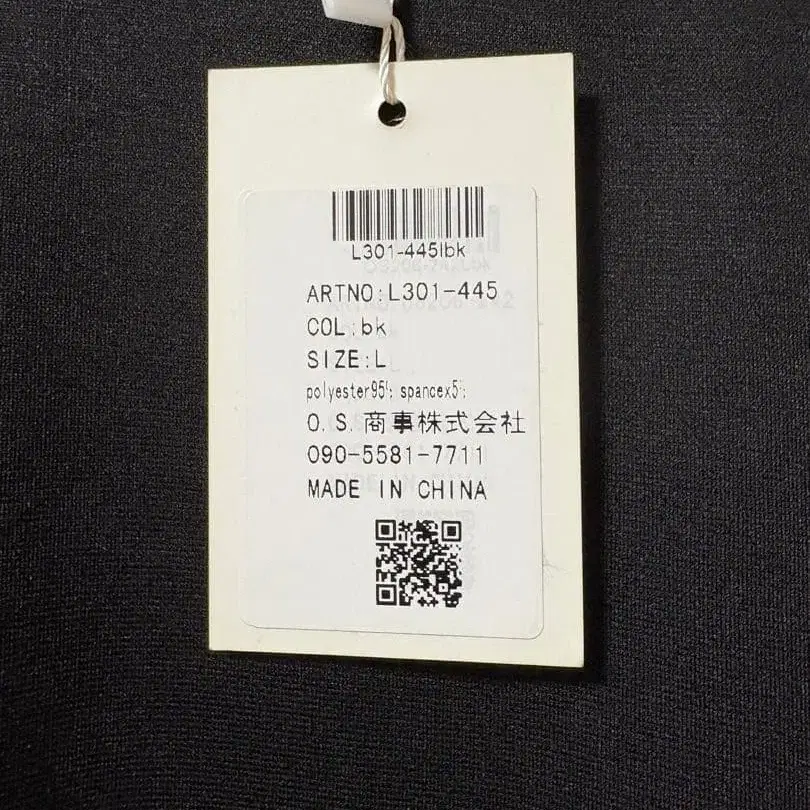 L301-445lbk
ARTNO:L301-445
COL:bk
SIZE:L
polyester95% spancex5%
O.S.商事株式会社
090-5581-7711
MADE IN CHINA